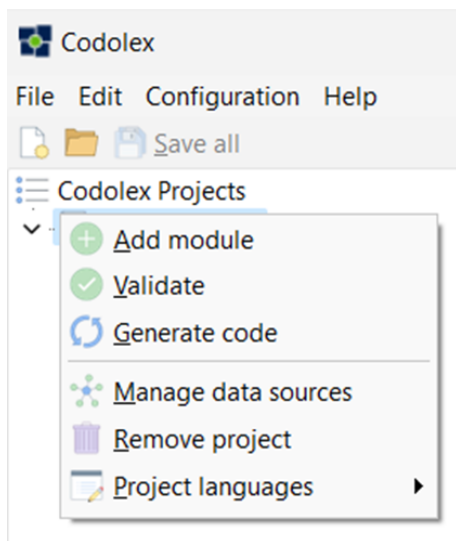 Codolex
File Edit Configuration Help
Save all
Codolex Projects
Add module
Validate
Generate code
Manage data sources
Remove project
Project languages